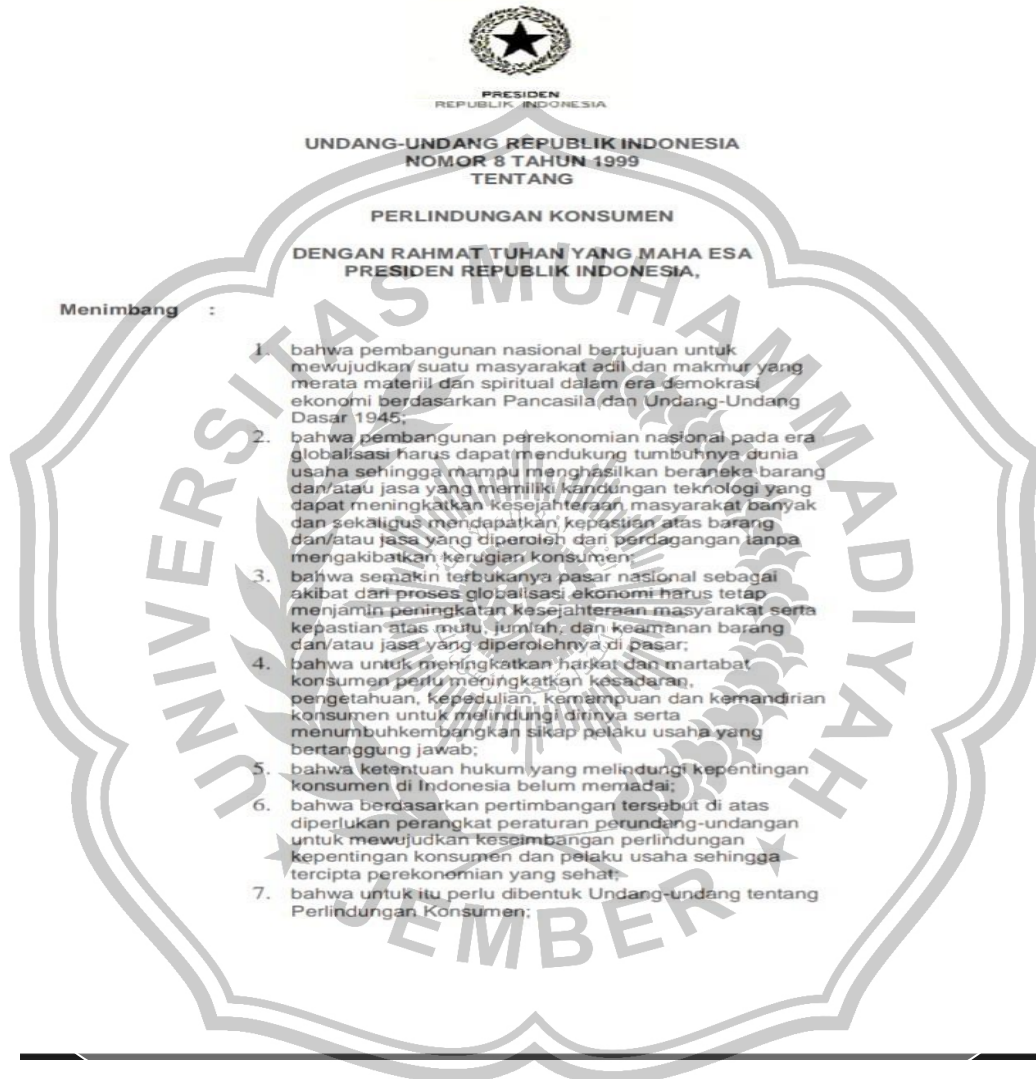 PRESIDEN
REPUBLIK INDONESIA
UNDANG-UNDANG REPUBLIK INDONESIA
NOMOR 8 TAHUN 1999
TENTANG
PERLINDUNGAN KONSUMEN
DENGAN RAHMAT TUHAN YANG MAHA ESA
PRESIDEN REPUBLIK INDONESIA,
Menimbang :
1. bahwa pembangunan nasional bertujuan untuk
mewujudkan suatu masyarakat adil dan makmur yang
merata materiil dan spiritual dalam era demokrasi
ekonomi berdasarkan Pancasila dan Undang-Undang
Dasar 1945;
2. bahwa pembangunan perekonomian nasional pada era
globalisasi harus dapat mendukung tumbuhnya dunia
usaha sehingga mampu menghasilkan beraneka barang
dan/atau jasa yang memiliki kandungan teknologi yang
dapat meningkatkan kesejahteraan masyarakat banyak
dan sekaligus mendapatkan kepastian atas barang
dan/atau jasa yang diperoleh dari perdagangan tanpa
mengakibatkan kerugian konsumen;
3. bahwa semakin terbukanya pasar nasional sebagai
akibat dari proses globalisasi ekonomi harus tetap
menjamin peningkatan kesejahteraan masyarakat serta
kepastian atas mutu, jumlah, dan keamanan barang
dan/atau jasa yang diperolehnya di pasar;
4. bahwa untuk meningkatkan harkat dan martabat
konsumen perlu meningkatkan kesadaran,
pengetahuan, kepedulian, kemampuan dan kemandirian
konsumen untuk melindungi dirinya serta
menumbuhkembangkan sikap pelaku usaha yang
bertanggung jawab;
5. bahwa ketentuan hukum yang melindungi kepentingan
konsumen di Indonesia belum memadai;
6. bahwa berdasarkan pertimbangan tersebut di atas
diperlukan perangkat peraturan perundang-undangan
untuk mewujudkan keseimbangan perlindungan
kepentingan konsumen dan pelaku usaha sehingga
tercipta perekonomian yang sehat;
7. bahwa untuk itu perlu dibentuk Undang-undang tentang
Perlindungan Konsumen;
UNIVERSITAS MUHAMMADIYAH
JEMBER